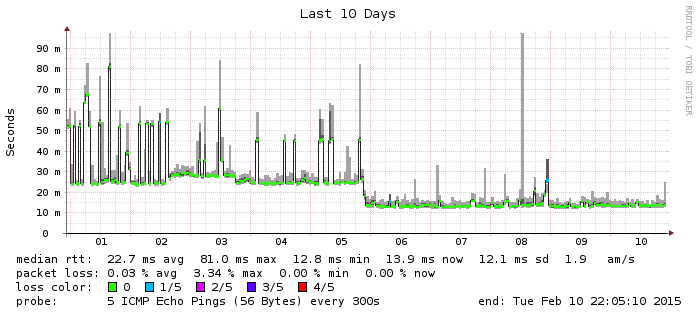 Last 10 Days
RRDTOOL / TOBI OETIKER
Seconds
90 m
80 m
70 m
60 m
50 m
40 m
30 m
20 m
10 m
0
01 02 03 04 05 06 07 08 09 10
median rtt: 22.7 ms avg 81.0 ms max 12.8 ms min 13.9 ms now 12.1 ms sd 1.9 am/s
packet loss: 0.03 % avg 3.34 % max 0.00 % min 0.00 % now
loss color: 0 1/5 2/5 3/5 4/5
probe: 5 ICMP Echo Pings (56 Bytes) every 300s end: Tue Feb 10 22:05:10 2015